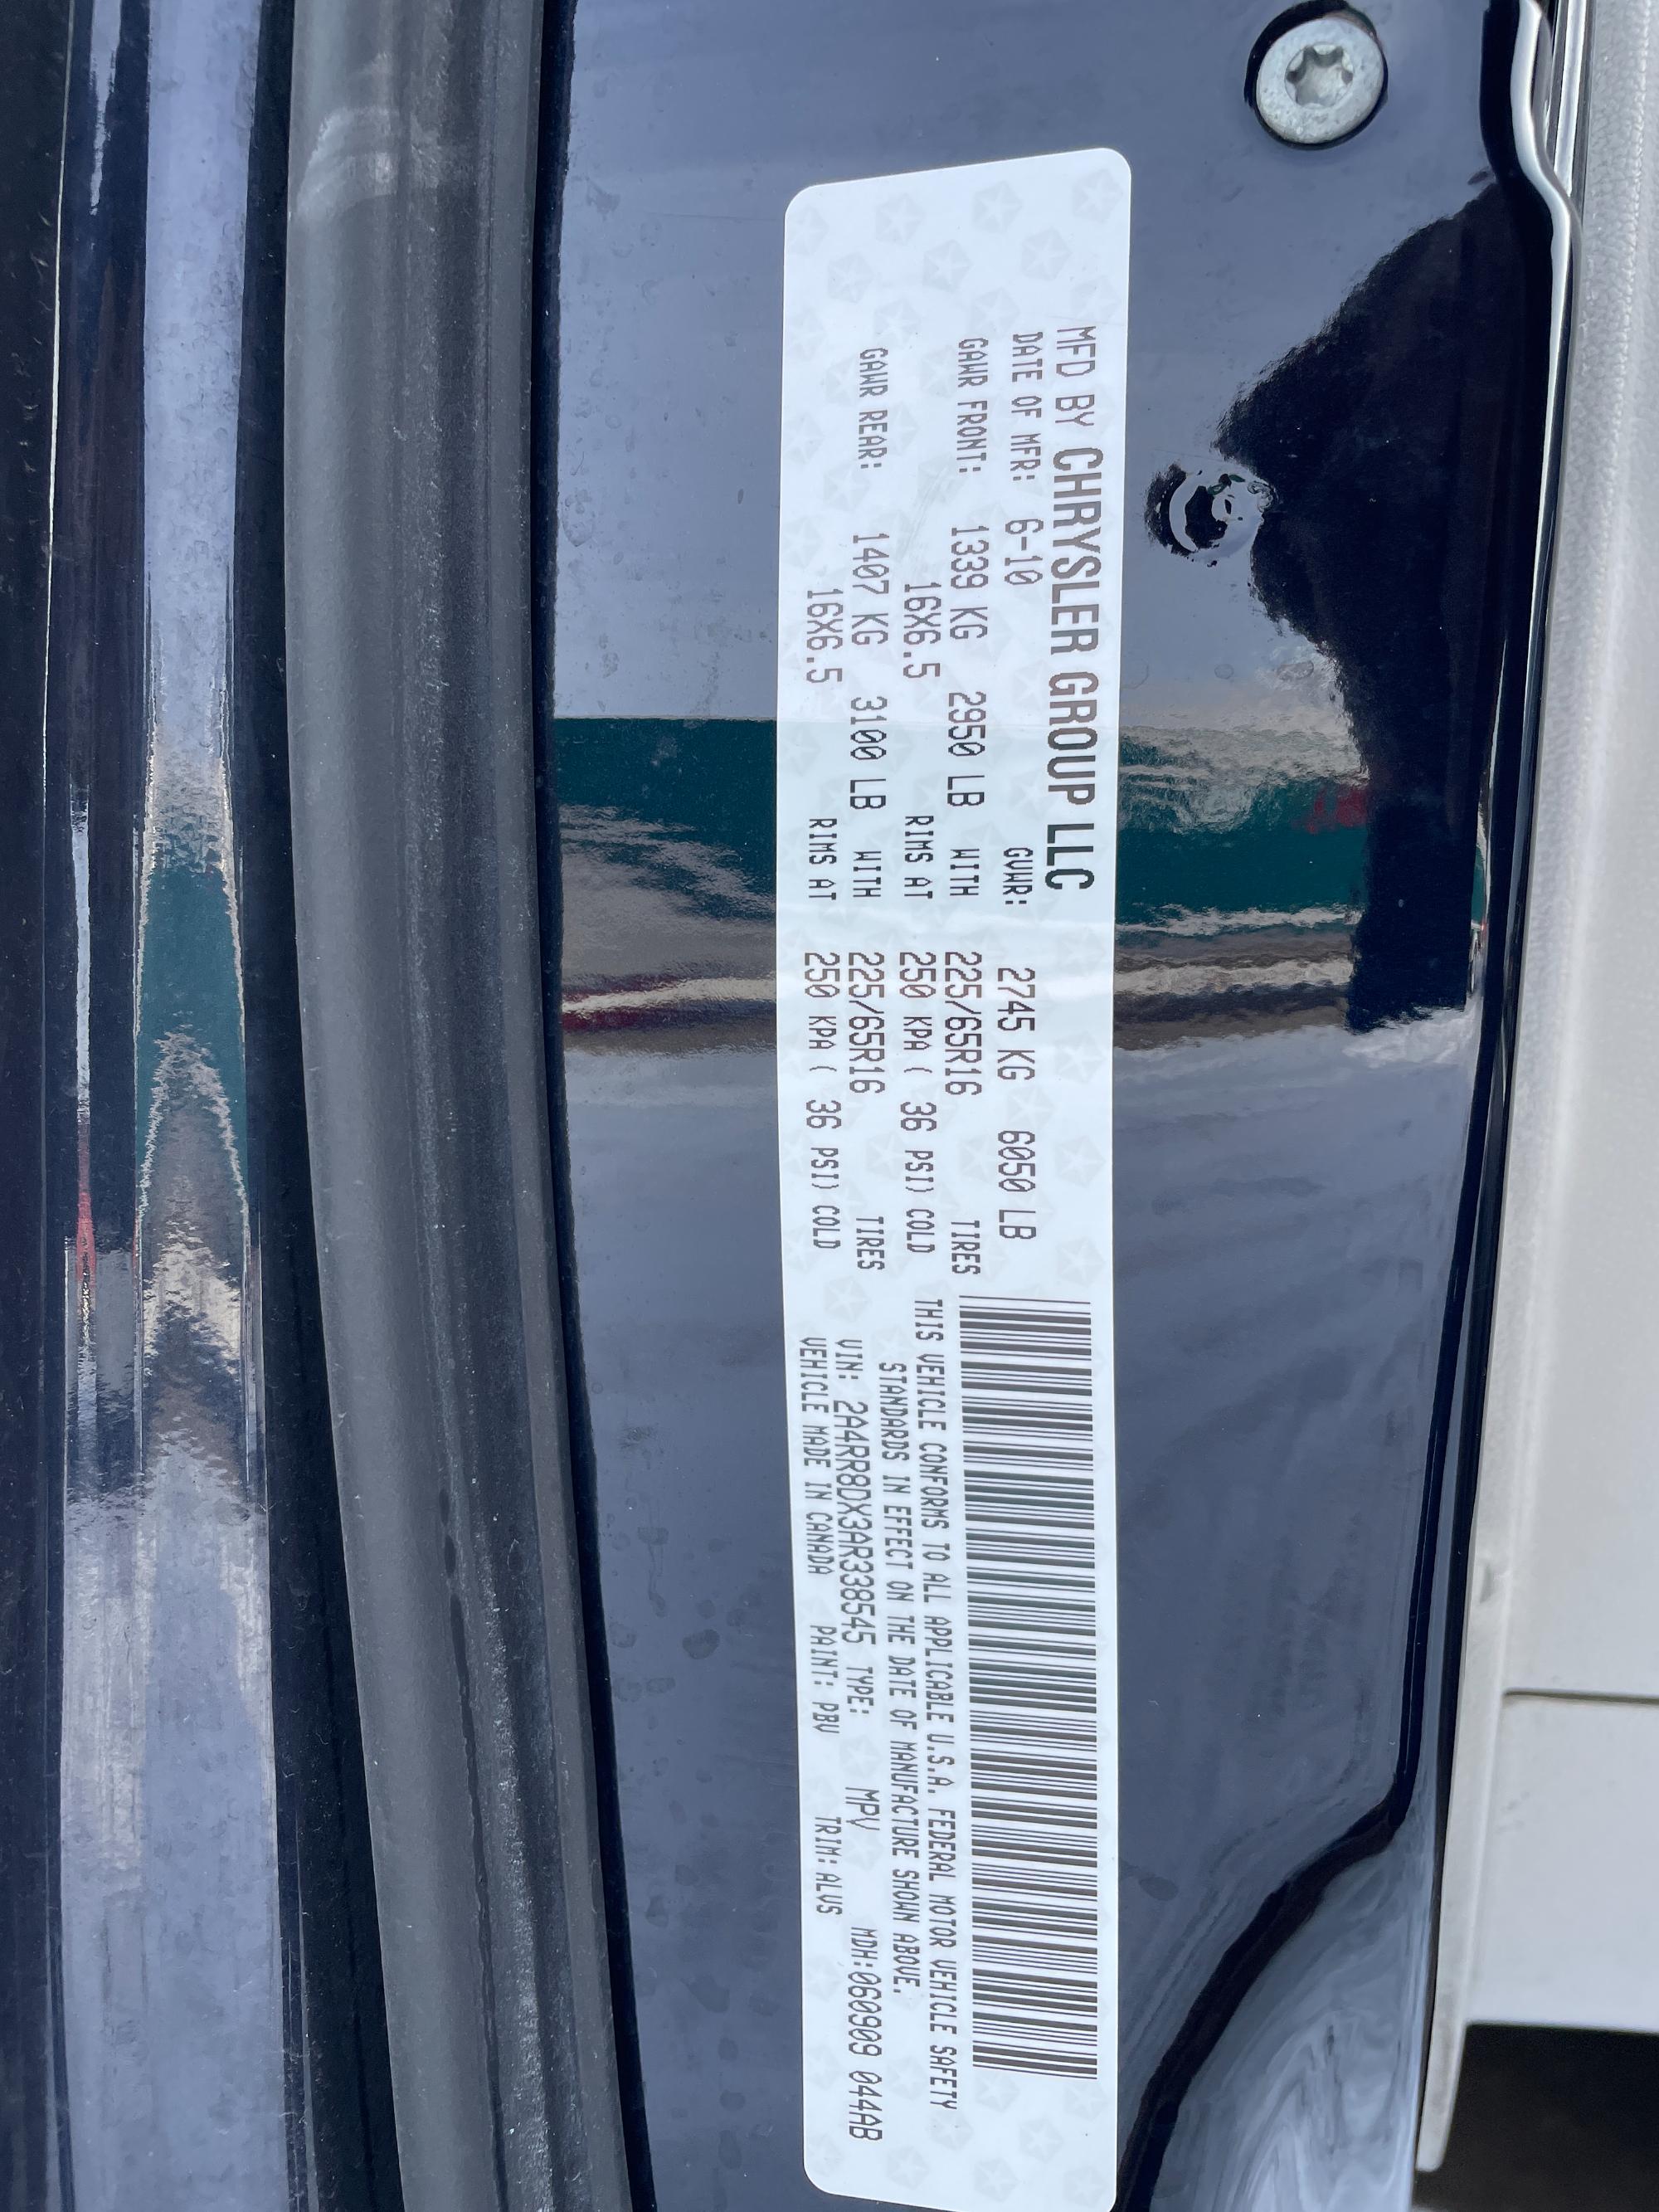 MFD BY CHRYSLER GROUP LLC
DATE OF MFR: 6-10 GVWR: 2745 KG 6050 LB
GAWR FRONT: 1339 KG 2950 LB WITH 225/65R16 TIRES
16X6.5 RIMS AT 250 KPA ( 36 PSI) COLD
GAWR REAR: 1407 KG 3100 LB WITH 225/65R16 TIRES
16X6.5 RIMS AT 250 KPA ( 36 PSI) COLD
THIS VEHICLE CONFORMS TO ALL APPLICABLE U.S.A. FEDERAL MOTOR VEHICLE SAFETY
STANDARDS IN EFFECT ON THE DATE OF MANUFACTURE SHOWN ABOVE.
VIN: 2A4RR8DX3AR338545 TYPE: MPV MDH:060909 044AB
VEHICLE MADE IN CANADA PAINT: PBV TRIM: ALVS